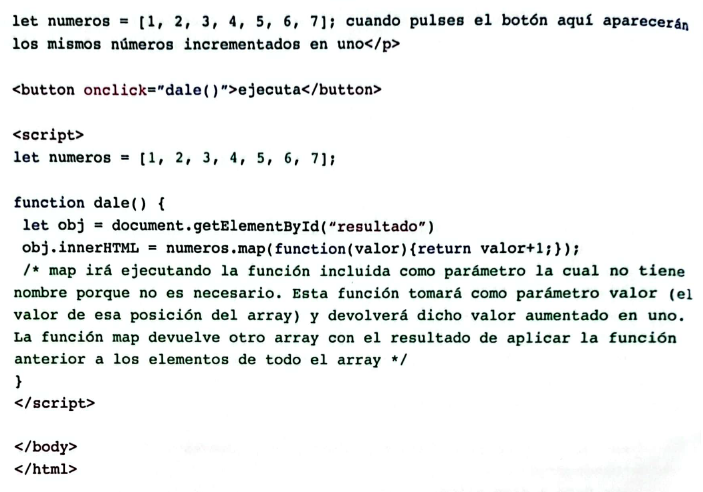 let numeros = [1, 2, 3, 4, 5, 6, 7]; cuando pulses el botón aquí aparecerán
los mismos números incrementados en uno</p>
<button onclick="dale()">ejecuta</button>
<script>
let numeros = [1, 2, 3, 4, 5, 6, 7];
function dale() {
let obj = document.getElementById(“resultado”)
obj.innerHTML = numeros.map(function(valor){return valor+1;});
/* map irá ejecutando la función incluida como parámetro la cual no tiene
nombre porque no es necesario. Esta función tomará como parámetro valor (el
valor de esa posición del array) y devolverá dicho valor aumentado en uno.
La función map devuelve otro array con el resultado de aplicar la función
anterior a los elementos de todo el array */
}
</script>
</body>
</html>